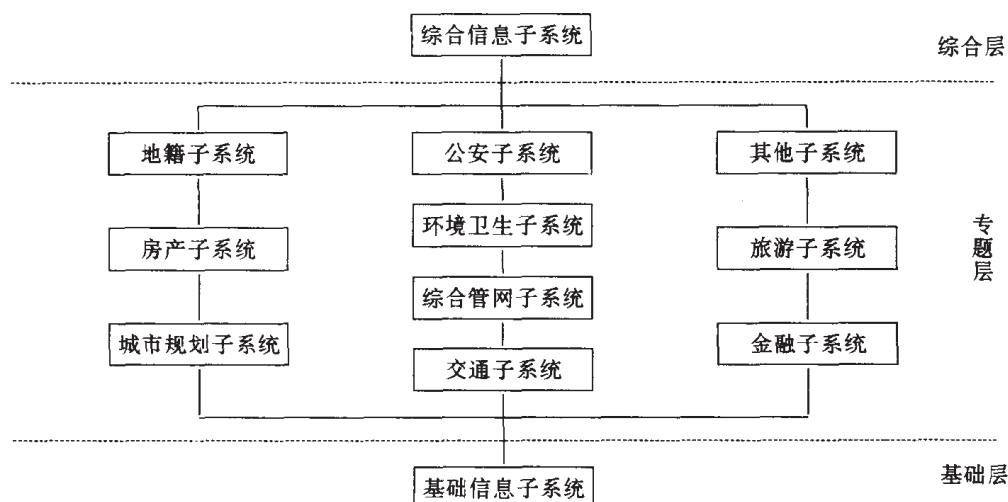 综合信息子系统
综合层
地籍子系统
公安子系统
其他子系统
环境卫生子系统
房产子系统
旅游子系统
专题层
综合管网子系统
城市规划子系统
金融子系统
交通子系统
基础信息子系统
基础层